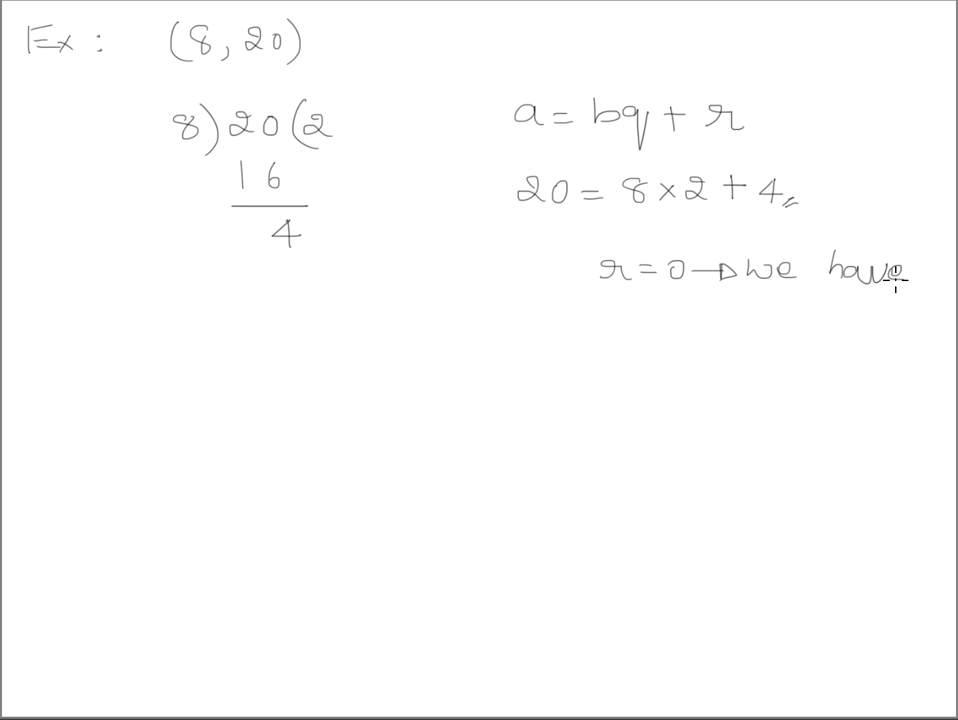 Ex : (8, 20)
8)20(2
16
4
a = bq + r
20 = 8 × 2 + 4
r = 0 → we have